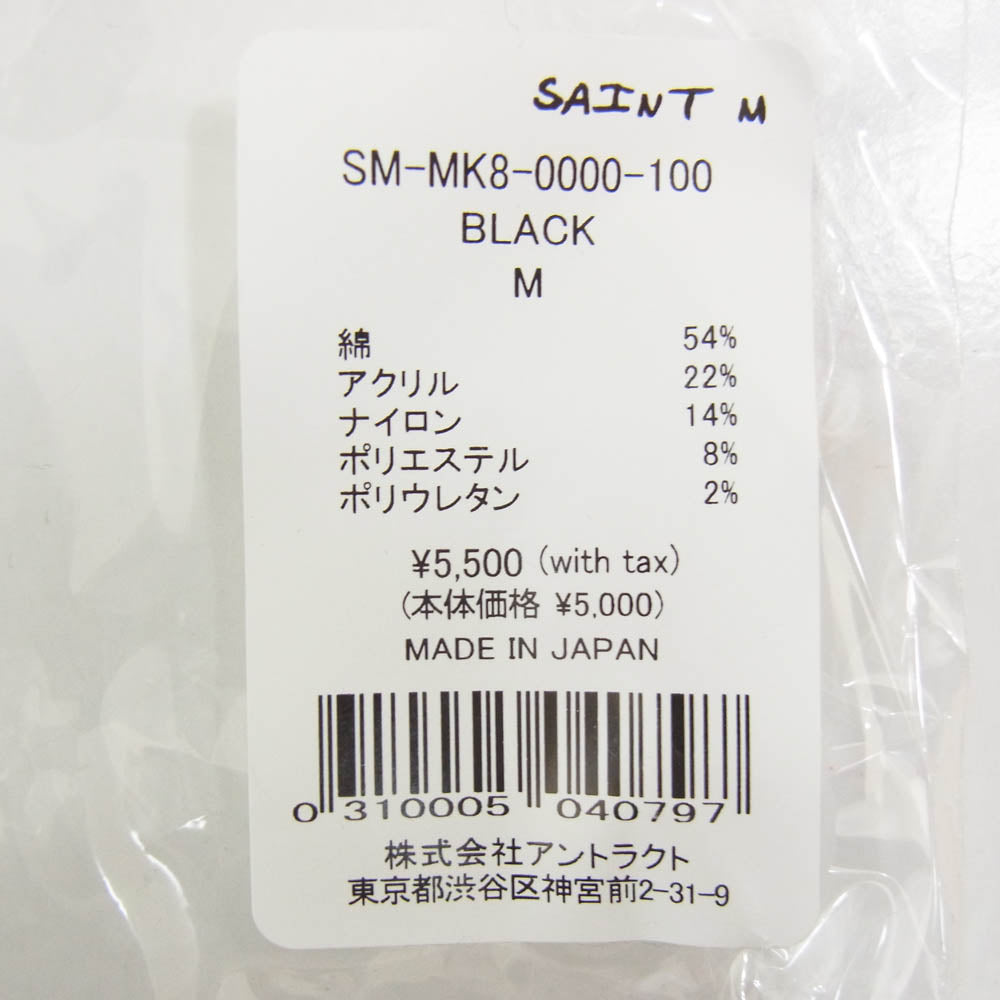 SAINT M
SM-MK8-0000-100
BLACK
M
綿 54%
アクリル 22%
ナイロン 14%
ポリエステル 8%
ポリウレタン 2%
¥5,500 (with tax)
(本体価格 ¥5,000)
MADE IN JAPAN
0 310005 040797
株式会社アントラクト
東京都渋谷区神宮前2-31-9